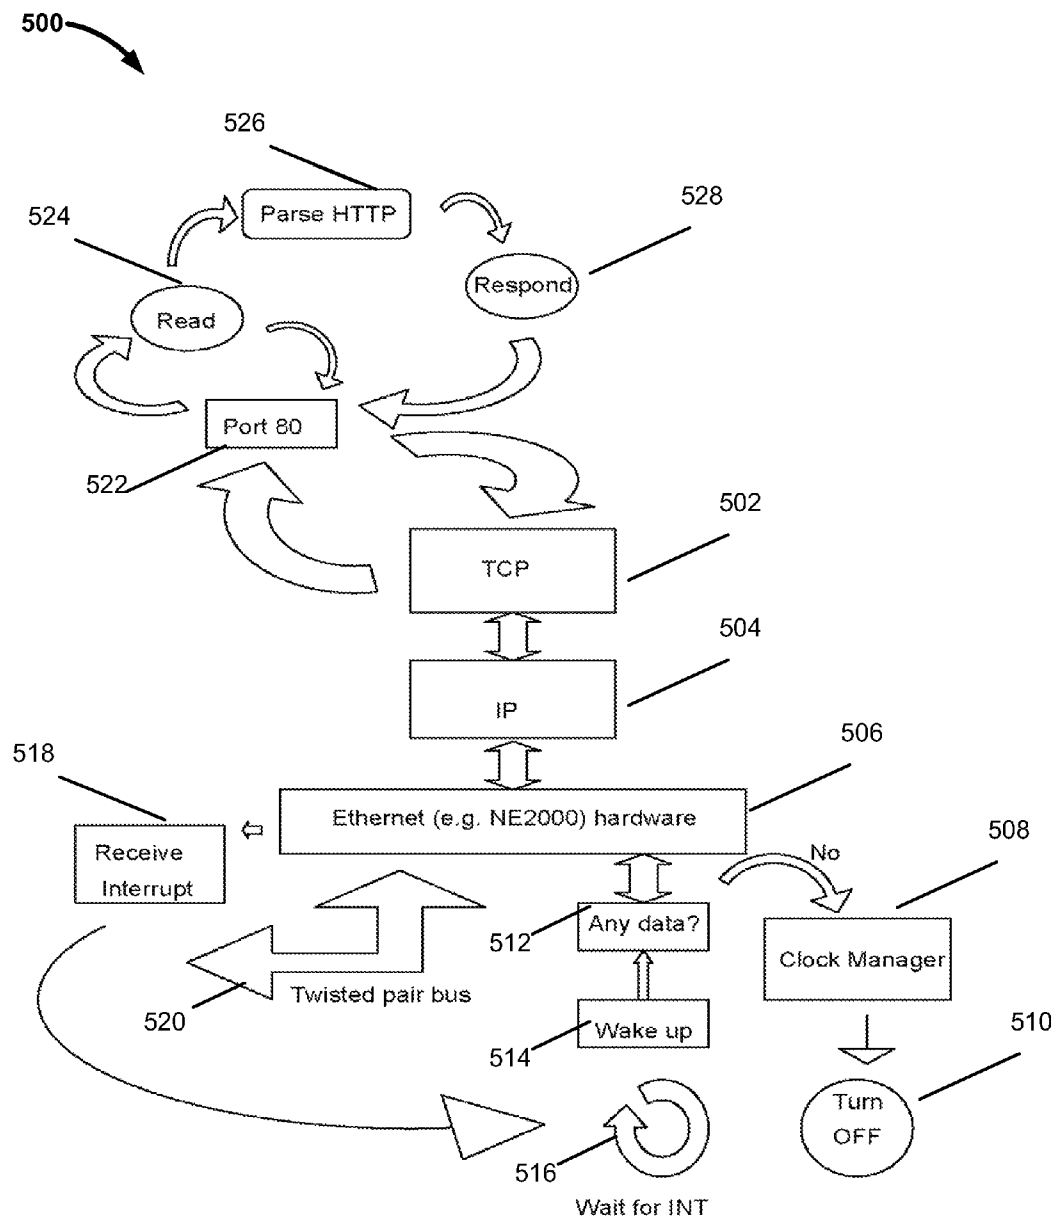 500
526
Parse HTTP
528
524
Respond
Read
Port 80
522
502
TCP
504
IP
518
506
Ethernet (e.g. NE2000) hardware
Receive
Interrupt
No
508
512
Any data?
Clock Manager
520
Twisted pair bus
514
Wake up
510
Turn
OFF
516
Wait for INT